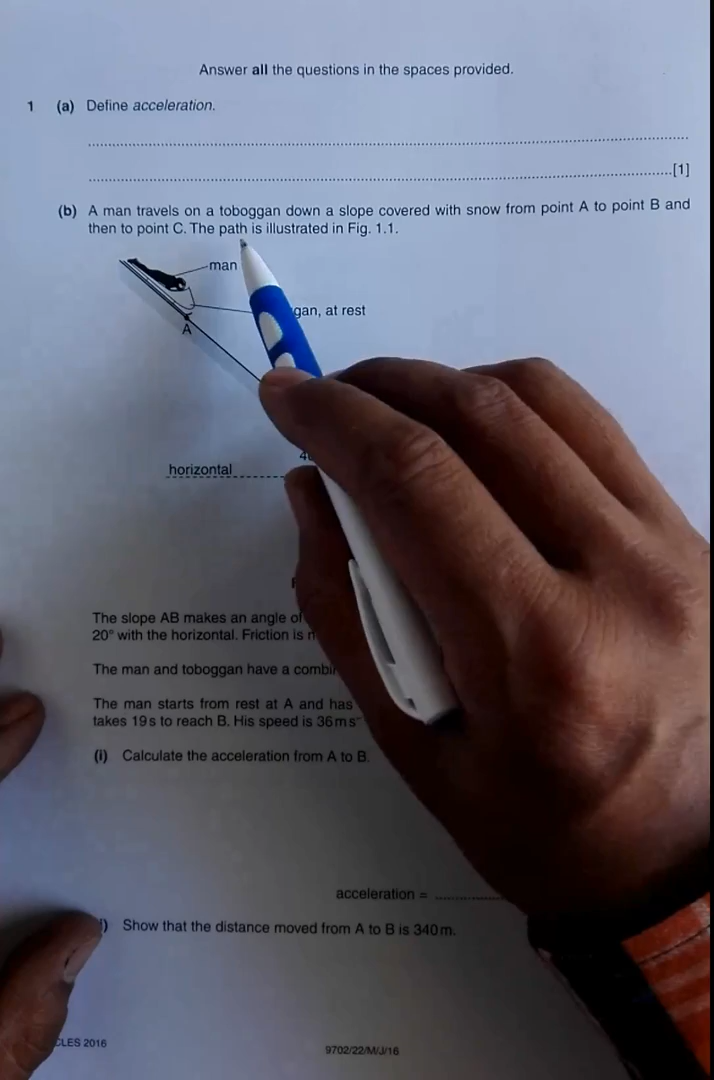 Answer all the questions in the spaces provided.
1 (a) Define acceleration.
[1]
(b) A man travels on a toboggan down a slope covered with snow from point A to point B and
then to point C. The path is illustrated in Fig. 1.1.
man
gan, at rest
A
horizontal
The slope AB makes an angle of
20° with the horizontal. Friction is
The man and toboggan have a
The man starts from rest at A and has
takes 19 s to reach B. His speed is 36 m s
(i) Calculate the acceleration from A to B.
acceleration =
Show that the distance moved from A to B is 340 m.
CLES 2016
9702/22/M/J/16